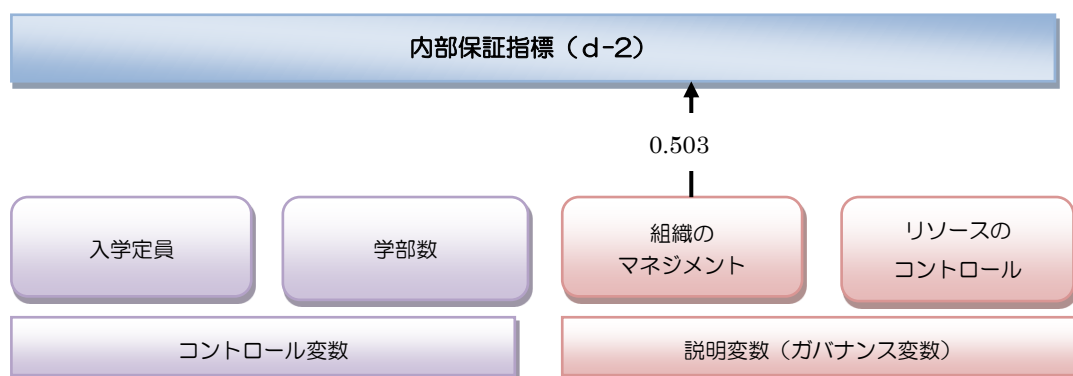 内部保証指標(d-2)
0.503
入学定員
学部数
組織の
マネジメント
リソースの
コントロール
コントロール変数
説明変数(ガバナンス変数)